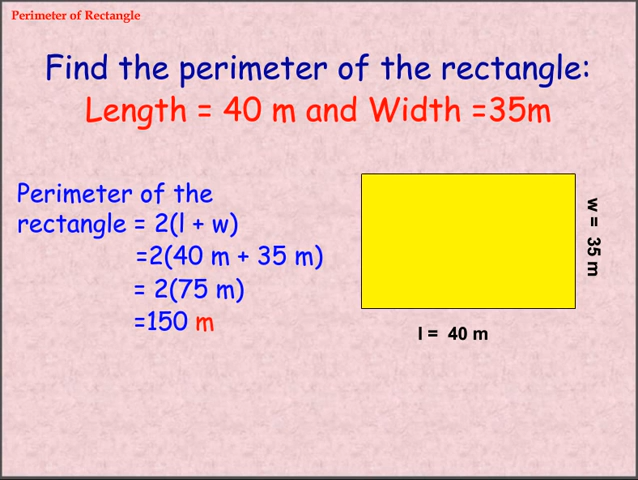 Perimeter of Rectangle
Find the perimeter of the rectangle:
Length = 40 m and Width =35m
Perimeter of the
rectangle = 2(l + w)
=2(40 m + 35 m)
= 2(75 m)
=150 m
w = 35 m
l = 40 m